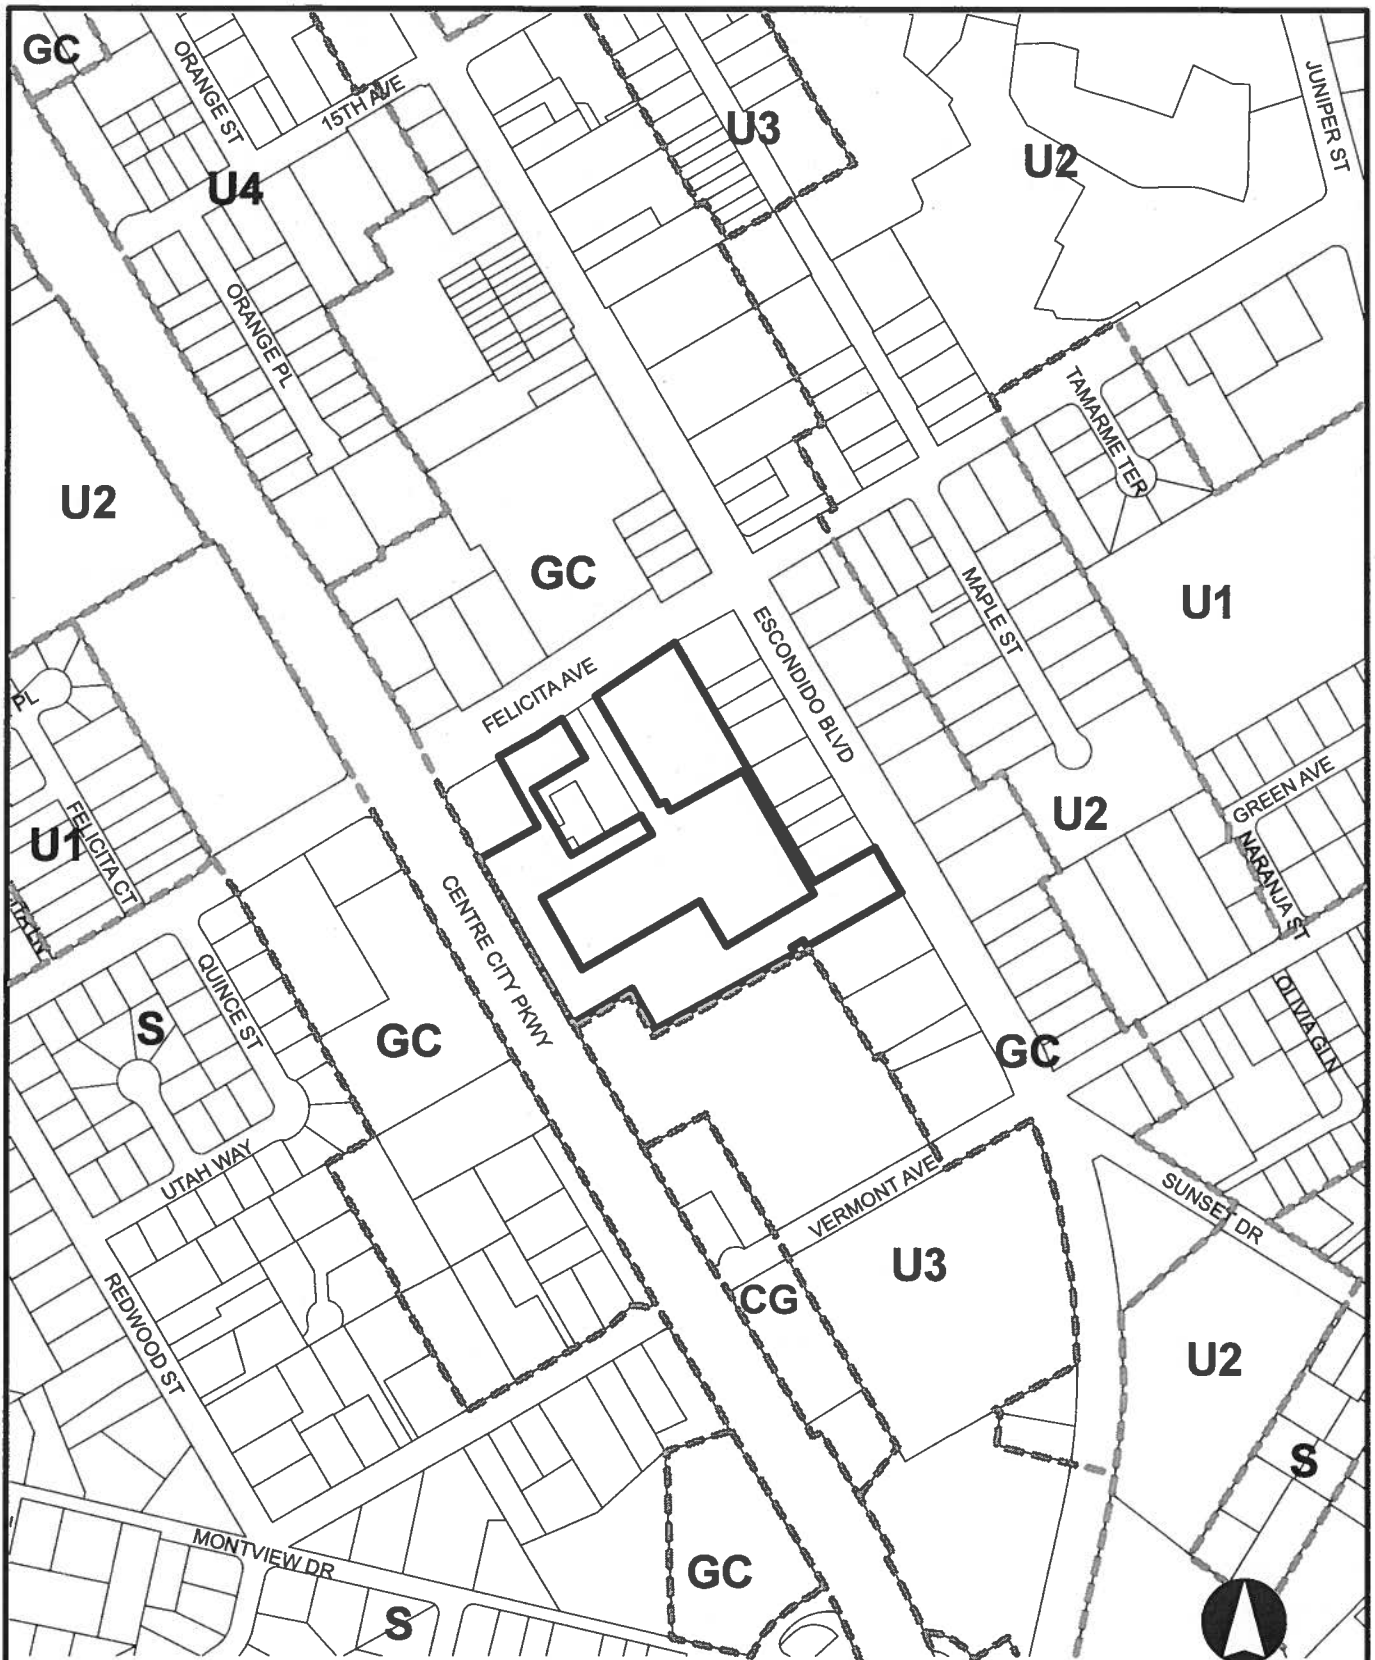 GC
ORANGE ST
15TH AVE
U3
U2
JUNIPER ST
U4
ORANGE PL
TAMARME TER
U2
GC
MAPLE ST
U1
ESCONDIDO BLVD
FELICITA AVE
PL
FELICITA CT
U1
U2
GREEN AVE
NARANJA ST
CENTRE CITY PKWY
QUINCE ST
S
GC
GC
OLIVIA GLN
UTAH WAY
VERMONT AVE
SUNSET DR
U3
CG
REDWOOD ST
U2
S
MONTVIEW DR
GC
S